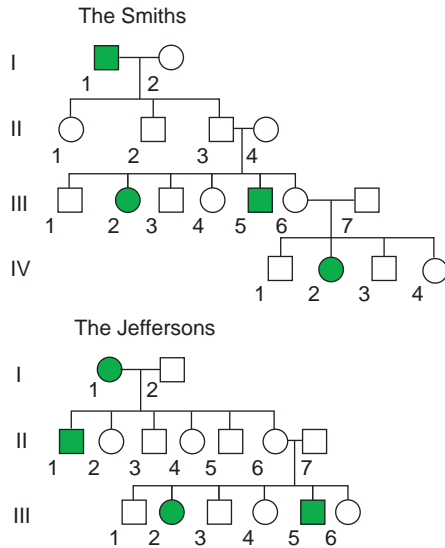 The Smiths
I
1 2
II
1 2 3 4
III
1 2 3 4 5 6 7
IV
1 2 3 4
The Jeffersons
I
1 2
II
1 2 3 4 5 6 7
III
1 2 3 4 5 6